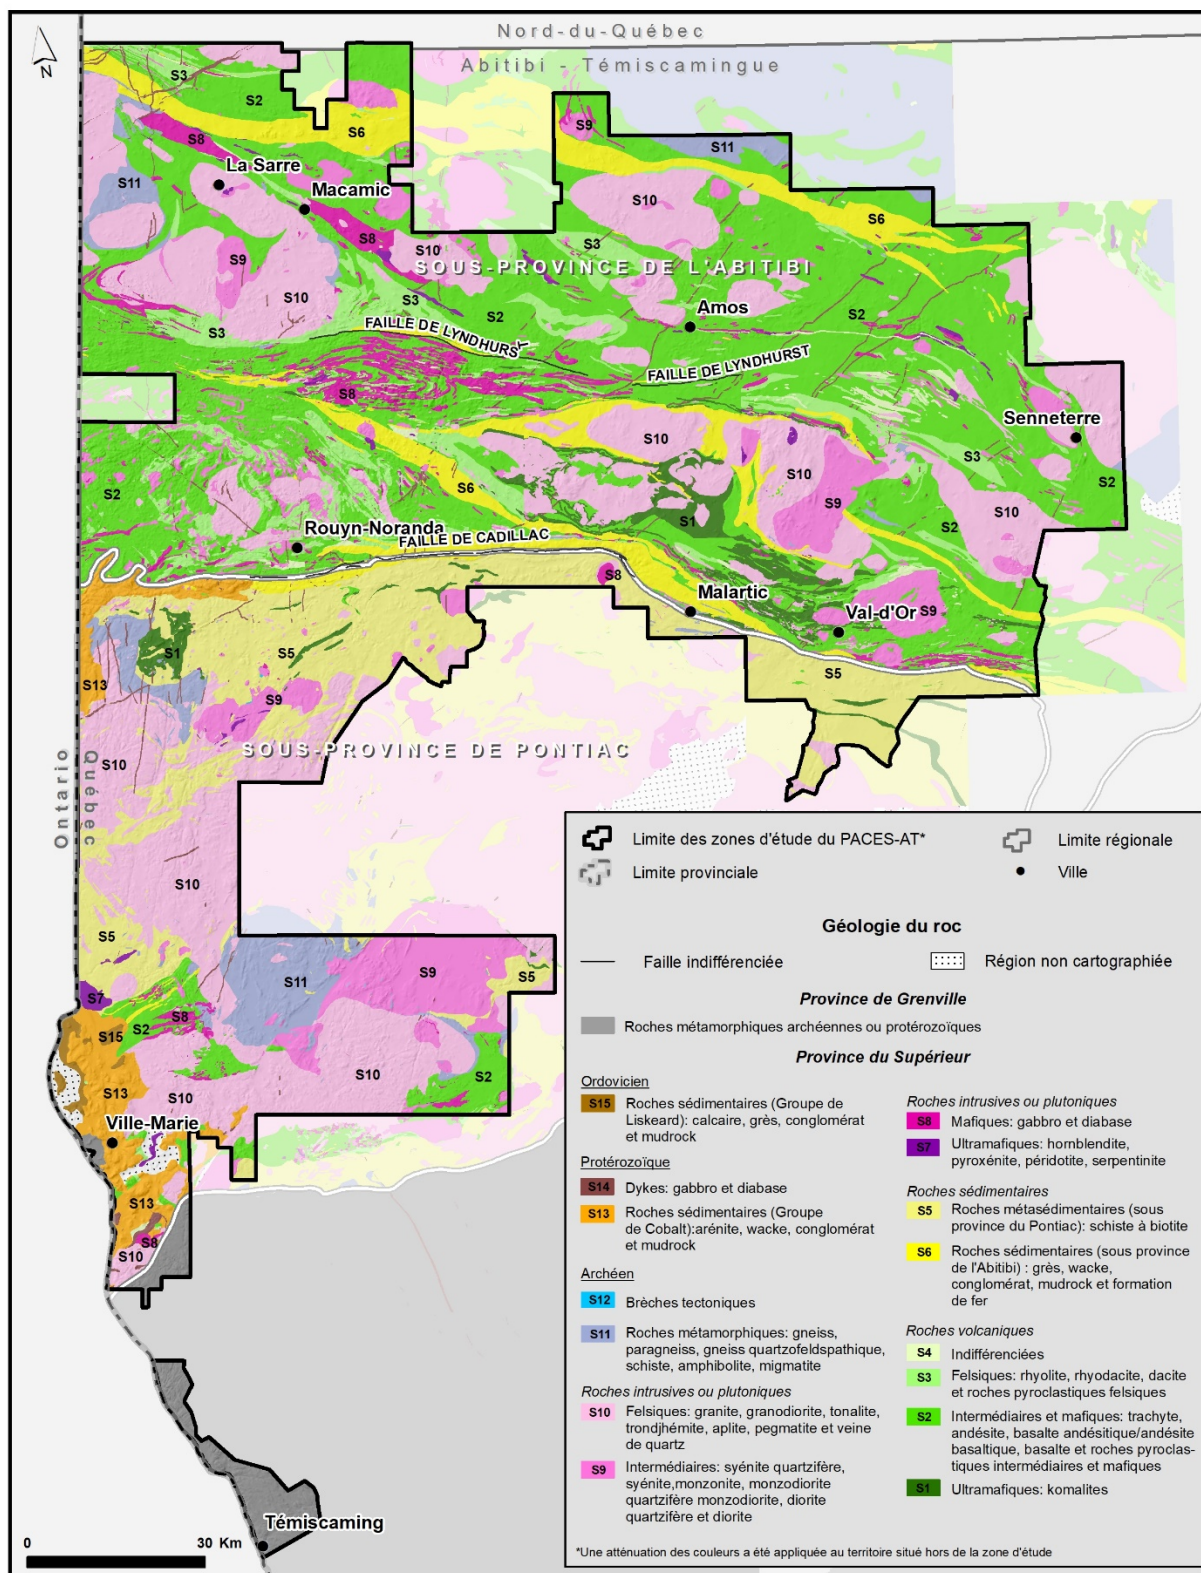 Nord-du-Québec
Abitibi - Témiscamingue
N
S3
S2
S6
S9
S11
S8
La Sarre
S11
Macamic
S10
S6
S8
S10
S3
S9
SOUS-PROVINCE DE L'ABITIBI
S10
S3
S2
Amos
S2
S3
FAILLE DE LYNDHURST
FAILLE DE LYNDHURST
S8
Senneterre
S10
S3
S10
S2
S6
S9
S10
S2
S1
S2
Rouyn-Noranda
FAILLE DE CADILLAC
S8
Malartic
Val-d'Or
S9
S1
S5
S5
S13
S9
SOUS-PROVINCE DE PONTIAC
Ontario
Québec
S10
S10
S5
S11
S9
S5
S7
S8
S15
S2
S13
S10
S10
S2
Ville-Marie
S13
S8
S10
Témiscaming
0 30 Km
Limite des zones d'étude du PACES-AT*
Limite régionale
Limite provinciale
Ville
Géologie du roc
Faille indifférenciée
Région non cartographiée
Province de Grenville
Roches métamorphiques archéennes ou protérozoïques
Province du Supérieur
Ordovicien
S15 Roches sédimentaires (Groupe de
Liskeard): calcaire, grès, conglomérat
et mudrock
Protérozoïque
S14 Dykes: gabbro et diabase
S13 Roches sédimentaires (Groupe
de Cobalt):arénite, wacke, conglomérat
et mudrock
Archéen
S12 Brèches tectoniques
S11 Roches métamorphiques: gneiss,
paragneiss, gneiss quartzofeldspathique,
schiste, amphibolite, migmatite
Roches intrusives ou plutoniques
S10 Felsiques: granite, granodiorite, tonalite,
trondjhémite, aplite, pegmatite et veine
de quartz
S9 Intermédiaires: syénite quartzifère,
syénite,monzonite, monzodiorite
quartzifère monzodiorite, diorite
quartzifère et diorite
Roches intrusives ou plutoniques
S8 Mafiques: gabbro et diabase
S7 Ultramafiques: hornblendite,
pyroxénite, péridotite, serpentinite
Roches sédimentaires
S5 Roches métasédimentaires (sous
province du Pontiac): schiste à biotite
S6 Roches sédimentaires (sous province
de l'Abitibi) : grès, wacke,
conglomérat, mudrock et formation
de fer
Roches volcaniques
S4 Indifférenciées
S3 Felsiques: rhyolite, rhyodacite, dacite
et roches pyroclastiques felsiques
S2 Intermédiaires et mafiques: trachyte,
andésite, basalte andésitique/andésite
basaltique, basalte et roches pyroclas-
tiques intermédiaires et mafiques
S1 Ultramafiques: komalites
*Une attènuation des couleurs a été appliquée au territoire situé hors de la zone d'étude